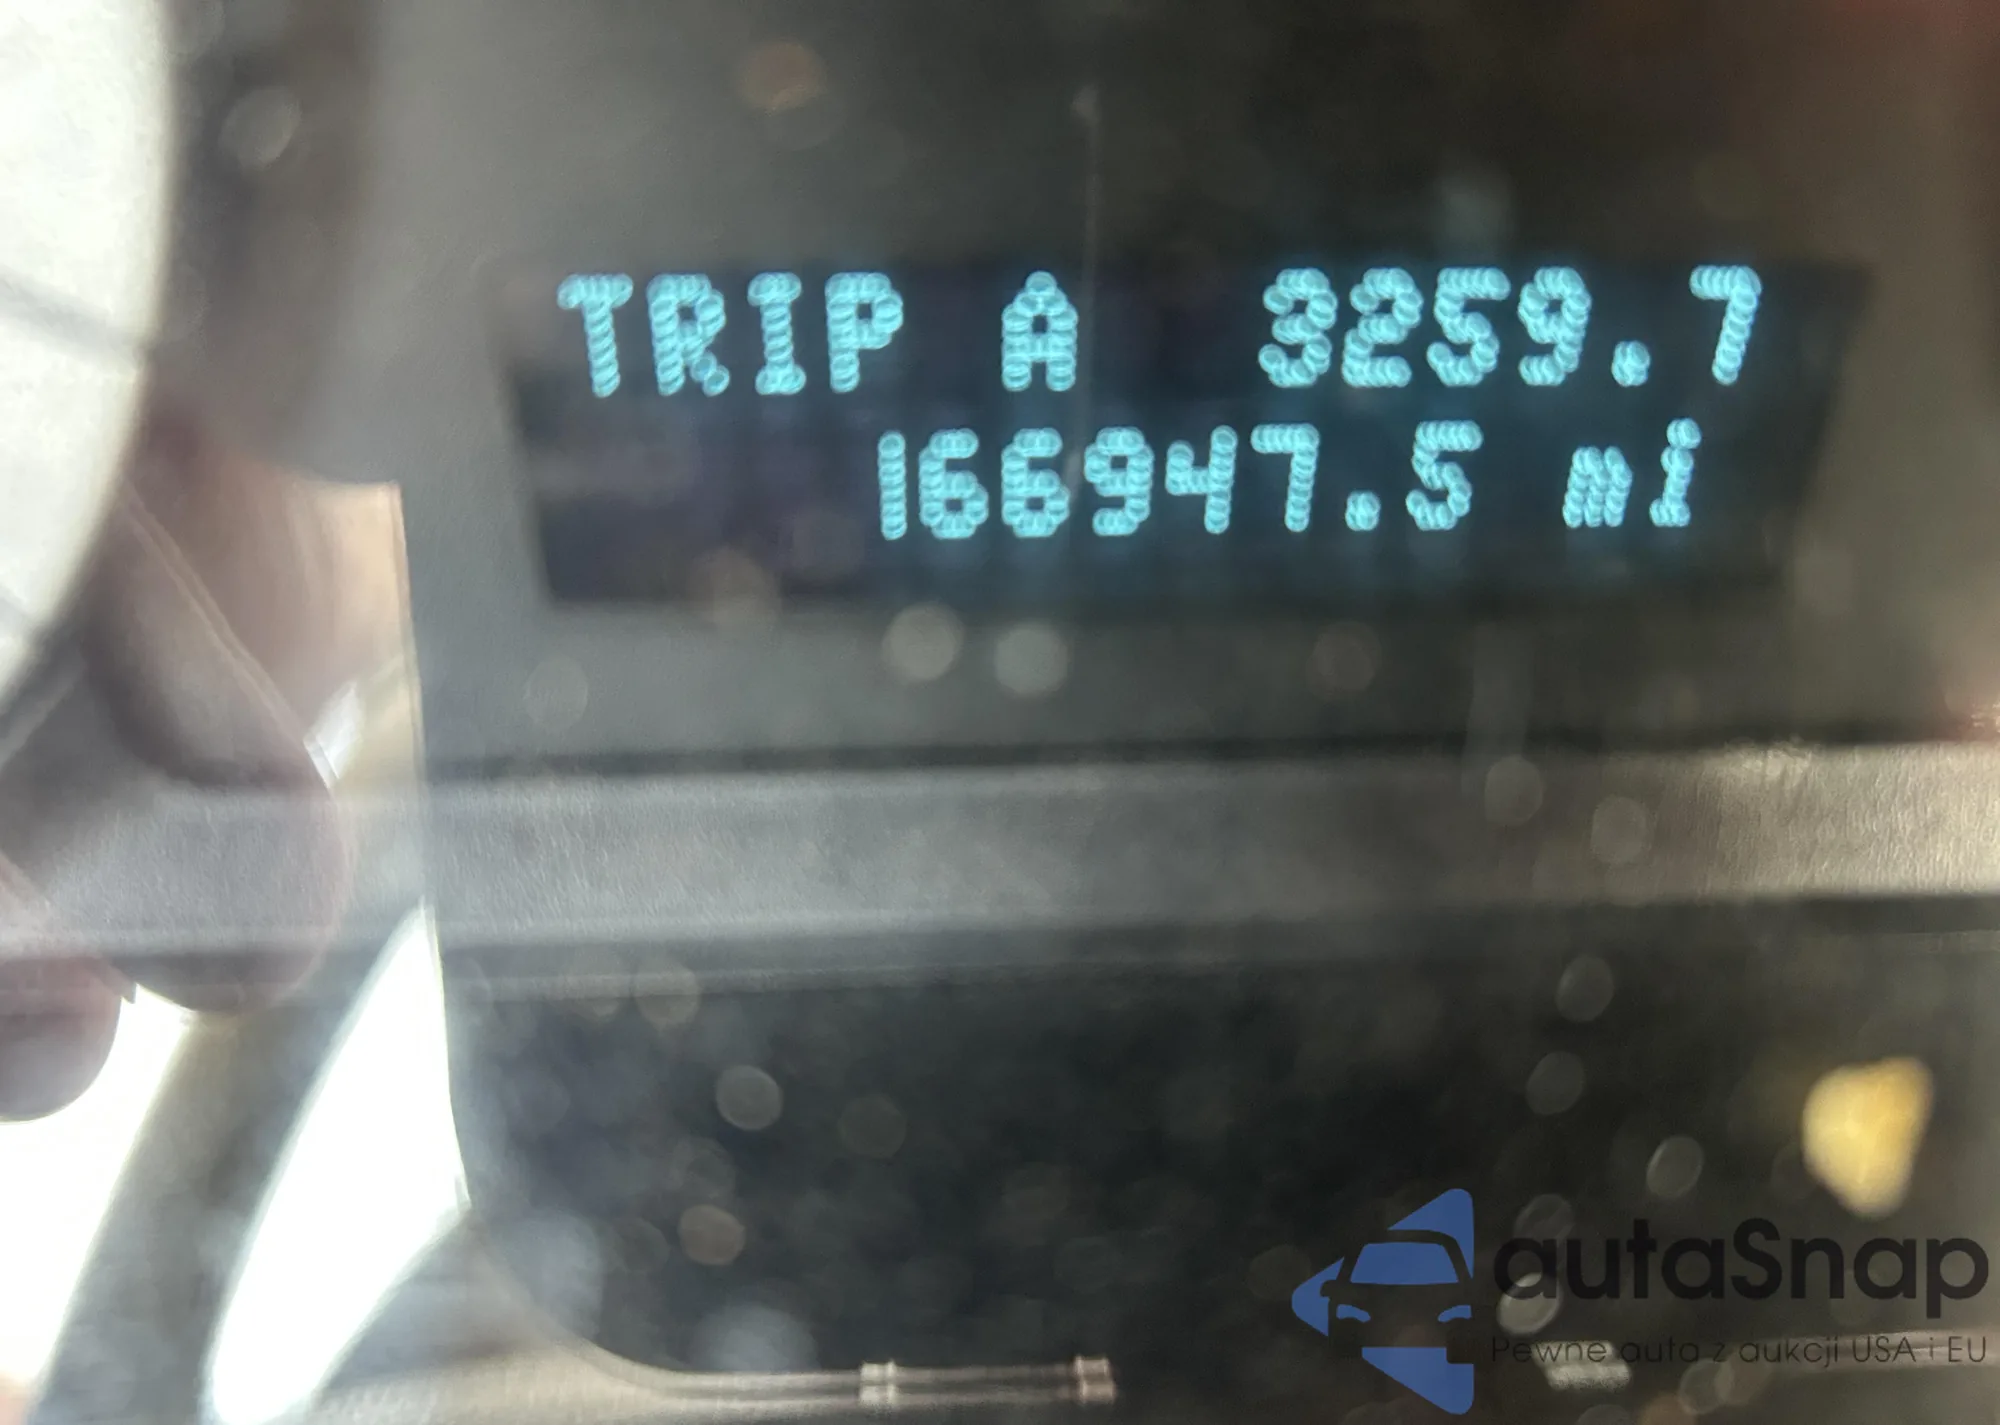 TRIP A 3259.7
166947.5 mi
autaSnap
Pewne auta z aukcji USA i EU